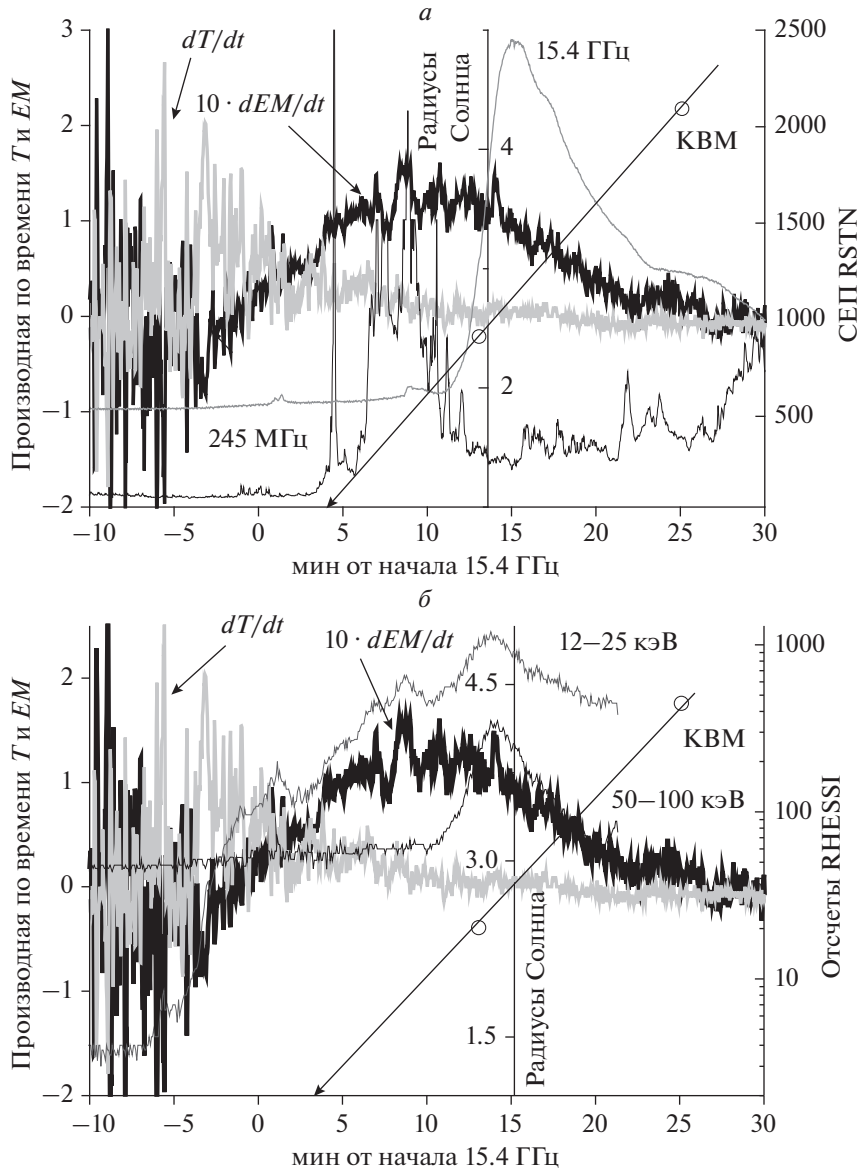 а
3
2
1
0
−1
−2
Производная по времени T и EM
dT/dt
10 · dEM/dt
Радиусы
Солнца
4
2
15.4 ГГц
КВМ
245 МГц
2500
2000
1500
1000
500
СЕП RSTN
−10
−5
0
5
10
15
20
25
30
мин от начала 15.4 ГГц
б
2
1
0
−1
−2
Производная по времени T и EM
dT/dt
10 · dEM/dt
12−25 кэВ
4.5
3.0
1.5
КВМ
50−100 кэВ
Радиусы Солнца
1000
100
10
Отсчеты RHESSI
−10
−5
0
5
10
15
20
25
30
мин от начала 15.4 ГГц